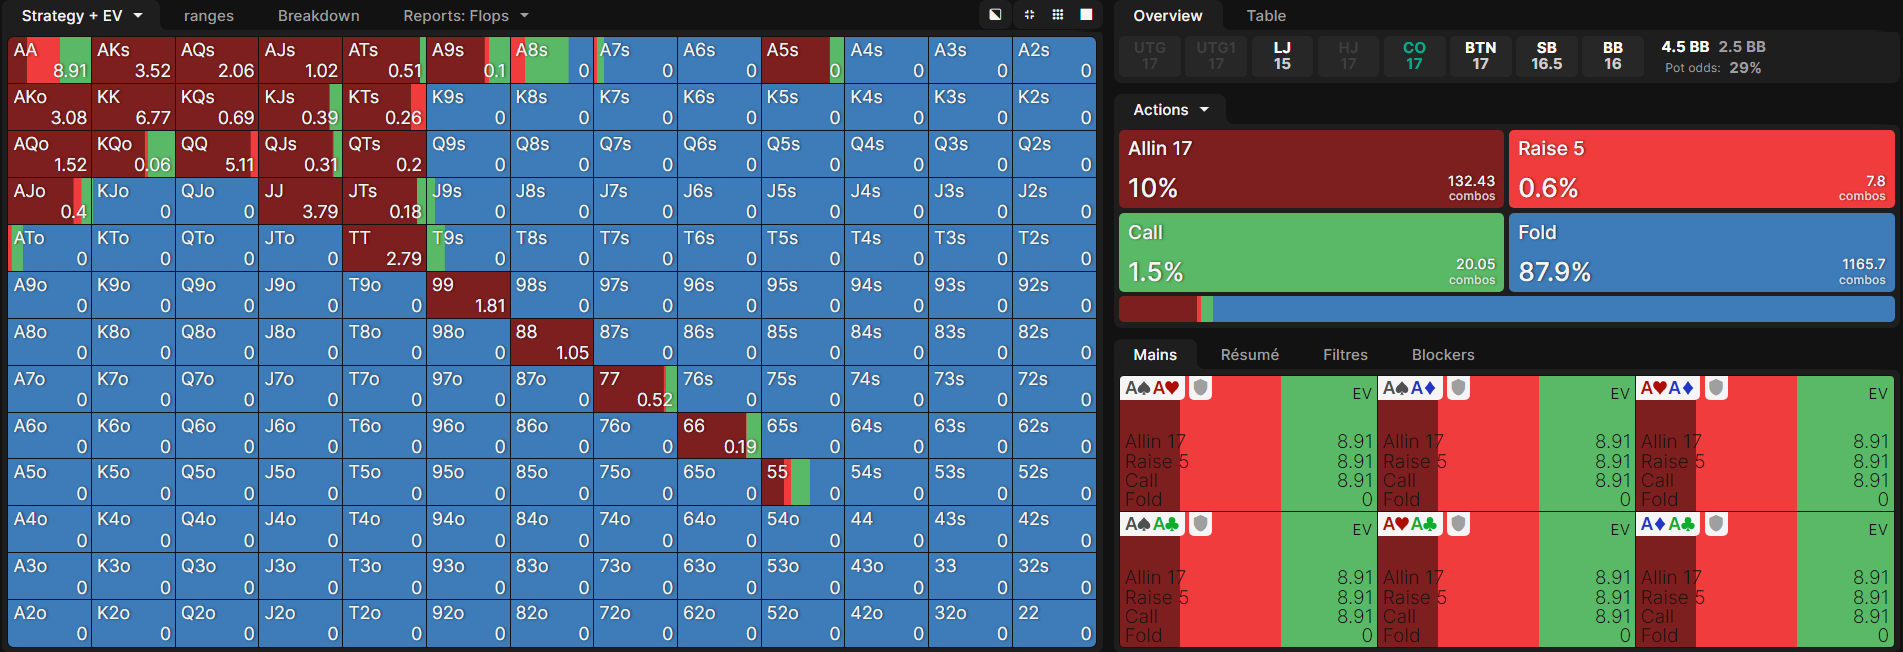 Strategy + EV ranges Breakdown Reports: Flops
AA 8.91 AKs 3.52 AQs 2.06 AJs 1.02 ATs 0.51 A9s 0.1 A8s 0 A7s 0 A6s 0 A5s 0 A4s 0 A3s 0 A2s 0
AKo 3.08 KK 6.77 KQs 0.69 KJs 0.39 KTs 0.26 K9s 0 K8s 0 K7s 0 K6s 0 K5s 0 K4s 0 K3s 0 K2s 0
AQo 1.52 KQo 0.06 QQ 5.11 QJs 0.31 QTs 0.2 Q9s 0 Q8s 0 Q7s 0 Q6s 0 Q5s 0 Q4s 0 Q3s 0 Q2s 0
AJo 0.4 KJo 0 QJo 0 JJ 3.79 JTs 0.18 J9s 0 J8s 0 J7s 0 J6s 0 J5s 0 J4s 0 J3s 0 J2s 0
ATo 0 KTo 0 QTo 0 JTo 0 TT 2.79 T9s 0 T8s 0 T7s 0 T6s 0 T5s 0 T4s 0 T3s 0 T2s 0
A9o 0 K9o 0 Q9o 0 J9o 0 T9o 0 99 1.81 98s 0 97s 0 96s 0 95s 0 94s 0 93s 0 92s 0
A8o 0 K8o 0 Q8o 0 J8o 0 T8o 0 98o 0 88 1.05 87s 0 86s 0 85s 0 84s 0 83s 0 82s 0
A7o 0 K7o 0 Q7o 0 J7o 0 T7o 0 97o 0 87o 0 77 0.52 76s 0 75s 0 74s 0 73s 0 72s 0
A6o 0 K6o 0 Q6o 0 J6o 0 T6o 0 96o 0 86o 0 76o 0 66 0.19 65s 0 64s 0 63s 0 62s 0
A5o 0 K5o 0 Q5o 0 J5o 0 T5o 0 95o 0 85o 0 75o 0 65o 0 55 0 54s 0 53s 0 52s 0
A4o 0 K4o 0 Q4o 0 J4o 0 T4o 0 94o 0 84o 0 74o 0 64o 0 54o 0 44 0 43s 0 42s 0
A3o 0 K3o 0 Q3o 0 J3o 0 T3o 0 93o 0 83o 0 73o 0 63o 0 53o 0 43o 0 33 0 32s 0
A2o 0 K2o 0 Q2o 0 J2o 0 T2o 0 92o 0 82o 0 72o 0 62o 0 52o 0 42o 0 32o 0 22 0
Overview Table
UTG UTG1 LJ HJ CO BTN SB BB 4.5 BB 2.5 BB
17 17 15 17 17 17 16.5 16 Pot odds: 29%
Actions
Allin 17
10% 132.43 combos
Raise 5
0.6% 7.8 combos
Call
1.5% 20.05 combos
Fold
87.9% 1165.7 combos
Mains Résumé Filtres Blockers
A♠A♥ EV
Allin 17 8.91
Raise 5 8.91
Call 8.91
Fold 0
A♠A♦ EV
Allin 17 8.91
Raise 5 8.91
Call 8.91
Fold 0
A♥A♦ EV
Allin 17 8.91
Raise 5 8.91
Call 8.91
Fold 0
A♠A♣ EV
Allin 17 8.91
Raise 5 8.91
Call 8.91
Fold 0
A♥A♣ EV
Allin 17 8.91
Raise 5 8.91
Call 8.91
Fold 0
A♦A♣ EV
Allin 17 8.91
Raise 5 8.91
Call 8.91
Fold 0